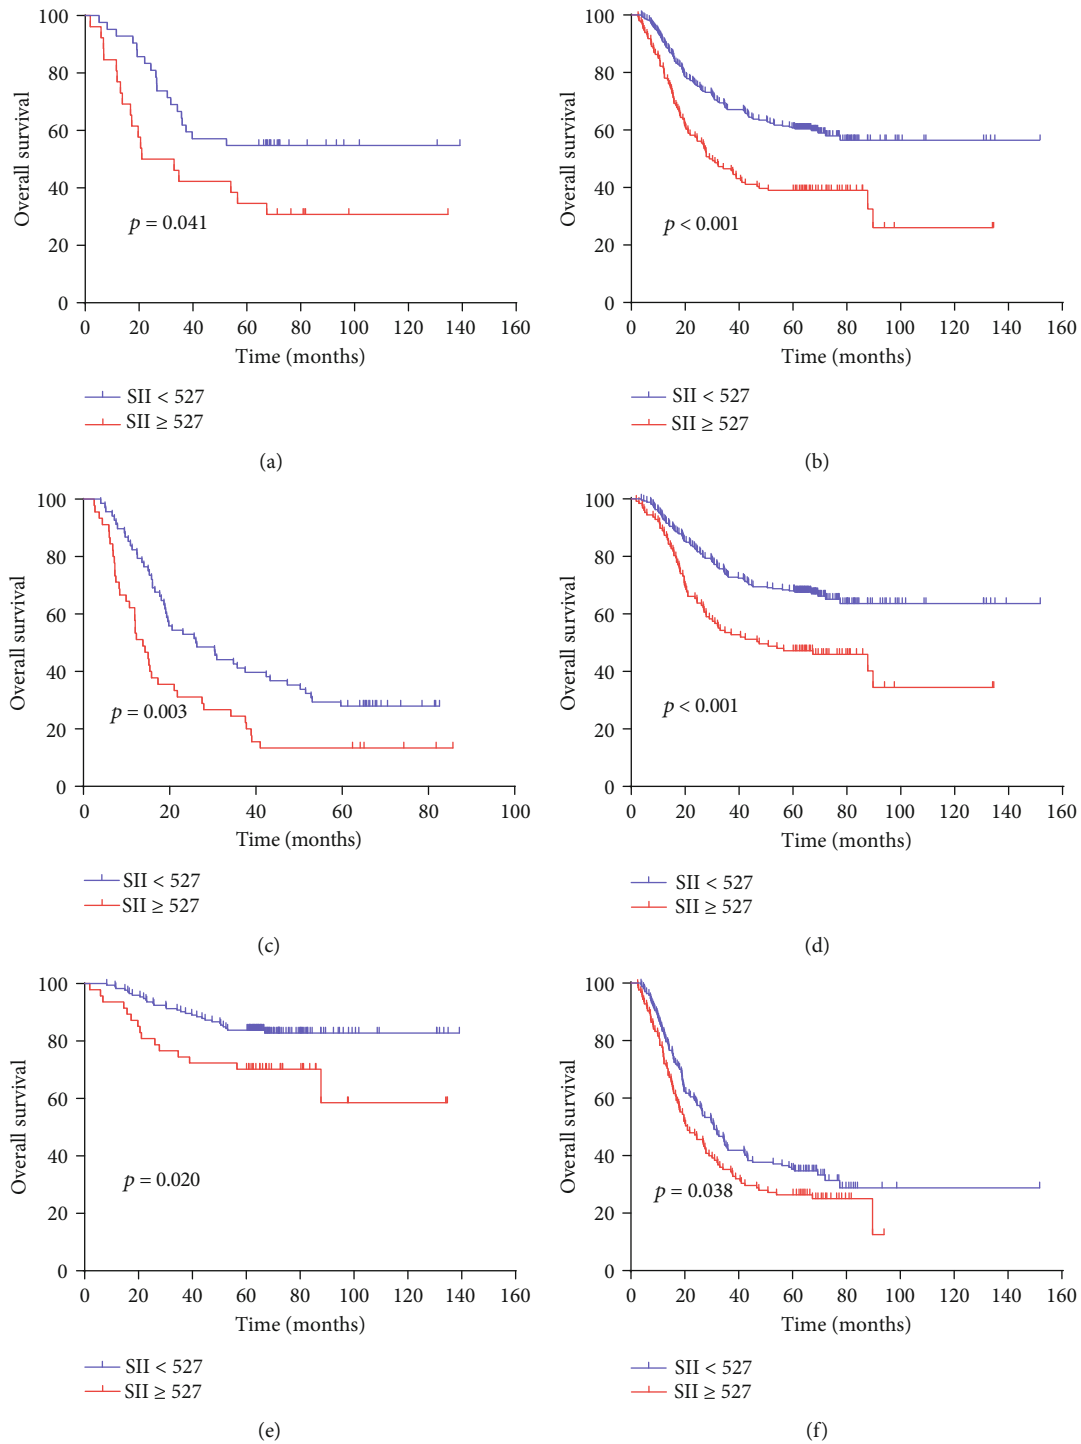 100
80
60
40
20
0
Overall survival
p = 0.041
0 20 40 60 80 100 120 140 160
Time (months)
SII < 527
SII ≥ 527
(a)
100
80
60
40
20
0
Overall survival
p < 0.001
0 20 40 60 80 100 120 140 160
Time (months)
SII < 527
SII ≥ 527
(b)
100
80
60
40
20
0
Overall survival
p = 0.003
0 20 40 60 80 100
Time (months)
SII < 527
SII ≥ 527
(c)
100
80
60
40
20
0
Overall survival
p < 0.001
0 20 40 60 80 100 120 140 160
Time (months)
SII < 527
SII ≥ 527
(d)
100
80
60
40
20
0
Overall survival
p = 0.020
0 20 40 60 80 100 120 140 160
Time (months)
SII < 527
SII ≥ 527
(e)
100
80
60
40
20
0
Overall survival
p = 0.038
0 20 40 60 80 100 120 140 160
Time (months)
SII < 527
SII ≥ 527
(f)